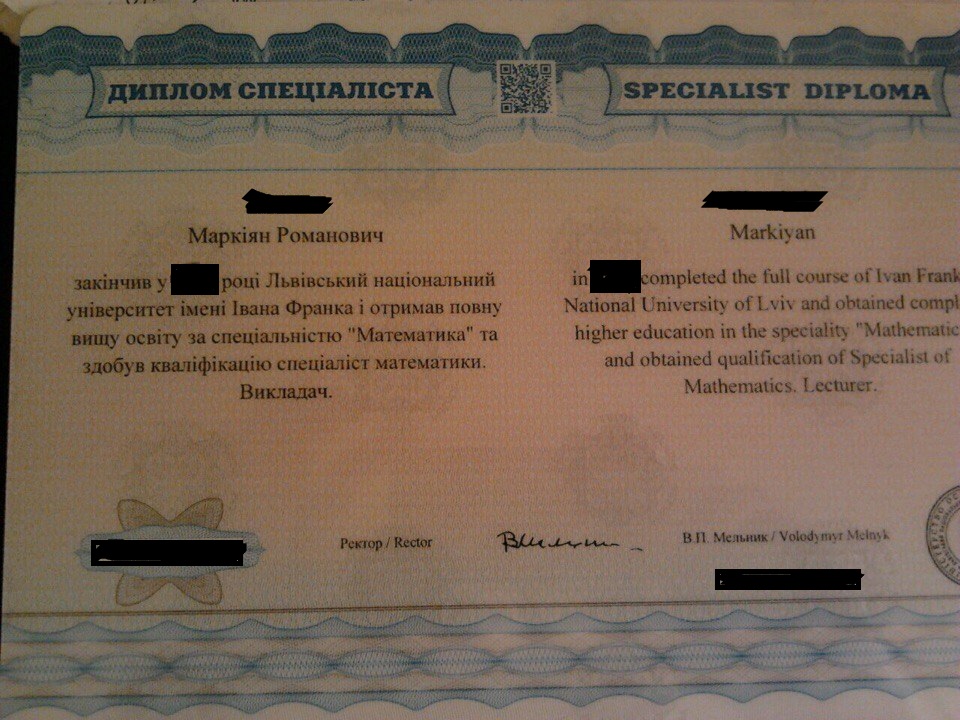 ДИПЛОМ СПЕЦІАЛІСТА
Маркіян Романович
закінчив у році Львівський національний
університет імені Івана Франка і отримав повну
вищу освіту за спеціальністю "Математика" та
здобув кваліфікацію спеціаліст математики.
Викладач.
SPECIALIST DIPLOMA
Markiyan
in completed the full course of Ivan Frank
National University of Lviv and obtained compl
higher education in the speciality "Mathematic
and obtained qualification of Specialist of
Mathematics. Lecturer.
Ректор / Rector
В.П. Мельник / Volodymyr Melnyk